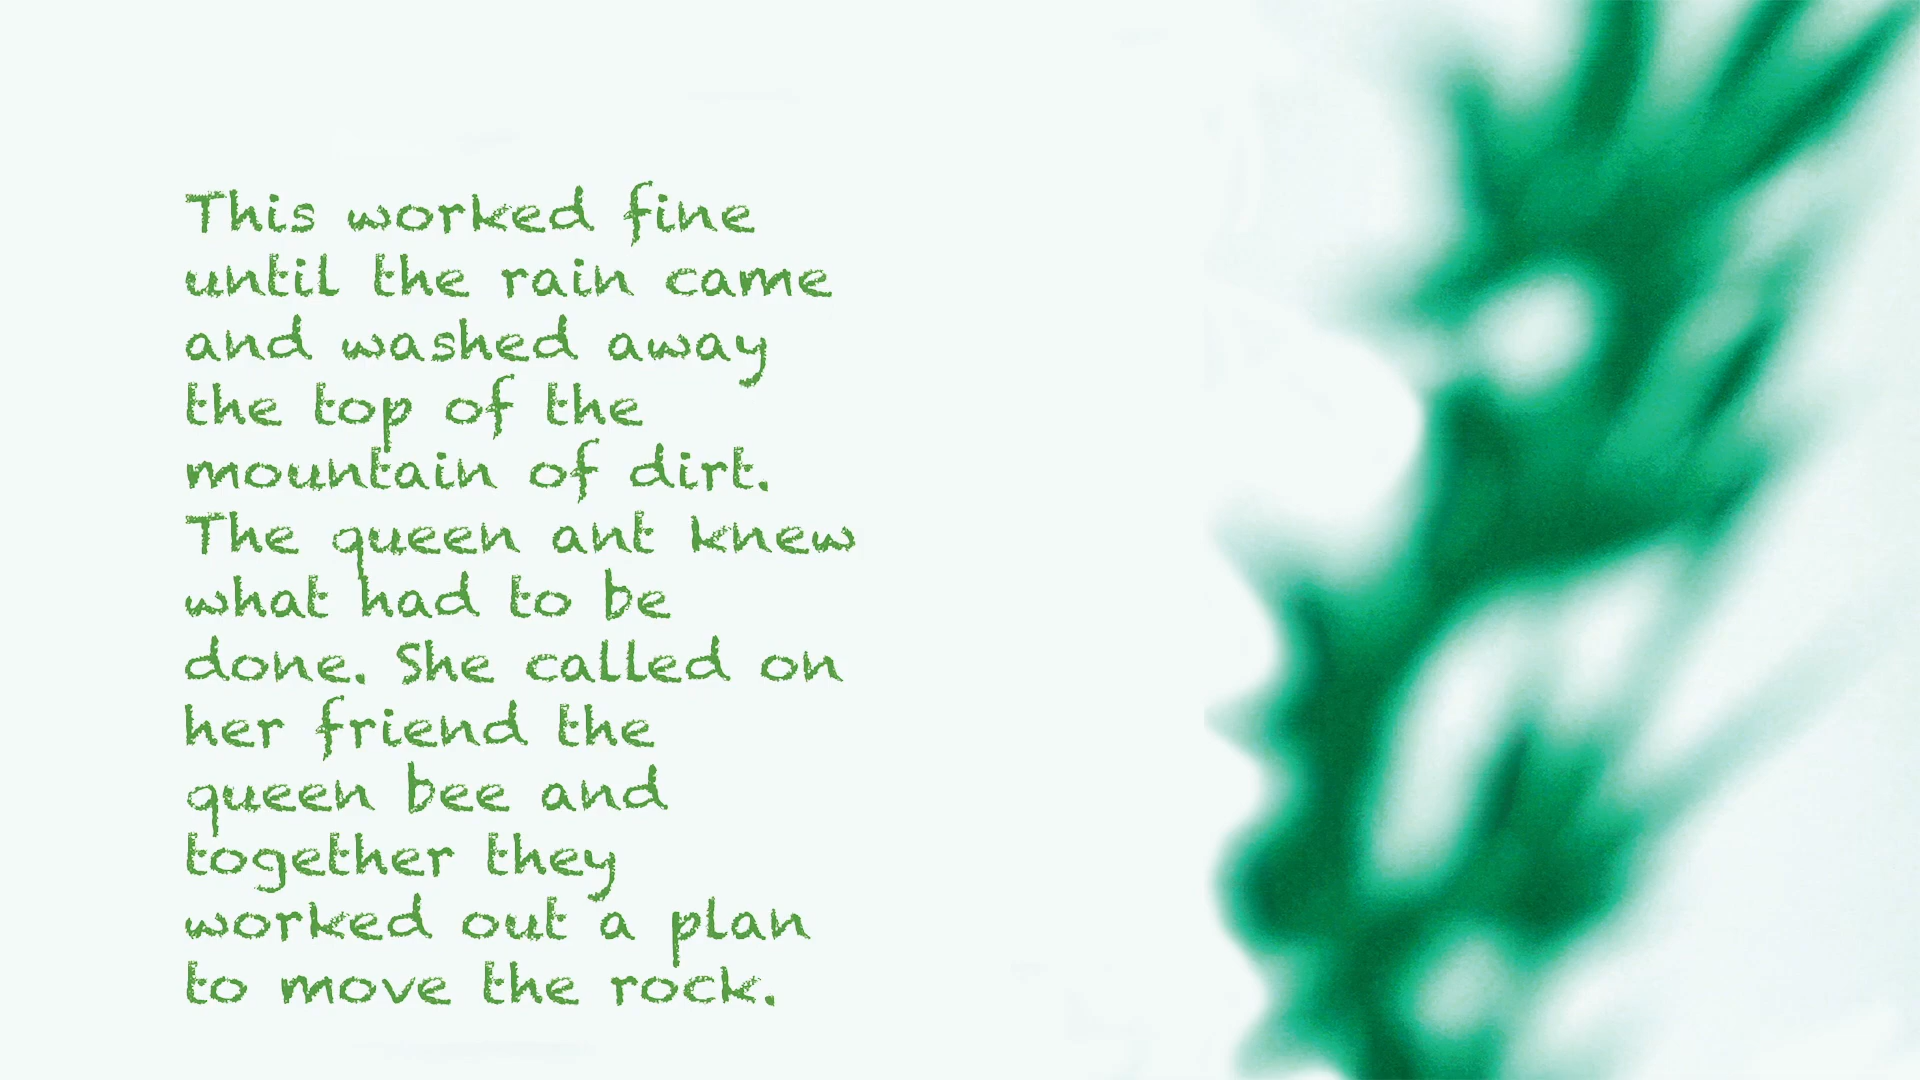 This worked fine
until the rain came
and washed away
the top of the
mountain of dirt.
The queen ant knew
what had to be
done. She called on
her friend the
queen bee and
together they
worked out a plan
to move the rock.